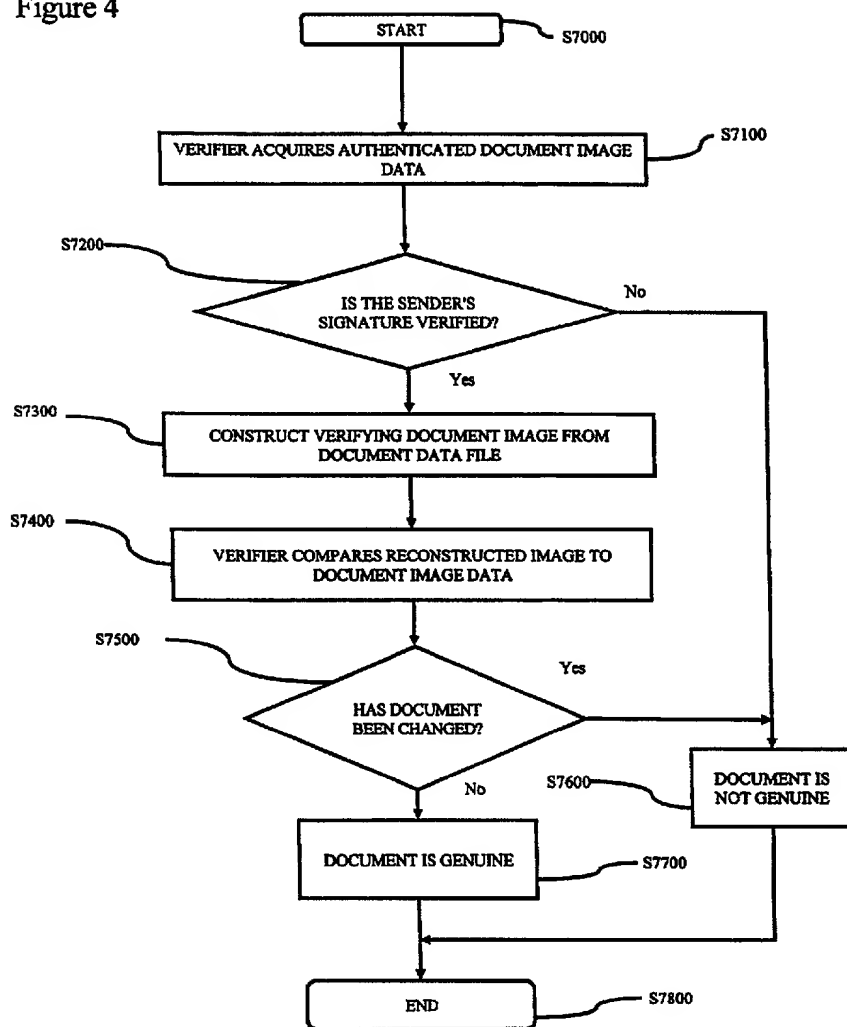 Figure 4
START
S7000
VERIFIER ACQUIRES AUTHENTICATED DOCUMENT IMAGE
DATA
S7100
S7200
IS THE SENDER'S
SIGNATURE VERIFIED?
No
Yes
S7300
CONSTRUCT VERIFYING DOCUMENT IMAGE FROM
DOCUMENT DATA FILE
S7400
VERIFIER COMPARES RECONSTRUCTED IMAGE TO
DOCUMENT IMAGE DATA
S7500
Yes
HAS DOCUMENT
BEEN CHANGED?
No
S7600
DOCUMENT IS
NOT GENUINE
DOCUMENT IS GENUINE
S7700
END
S7800